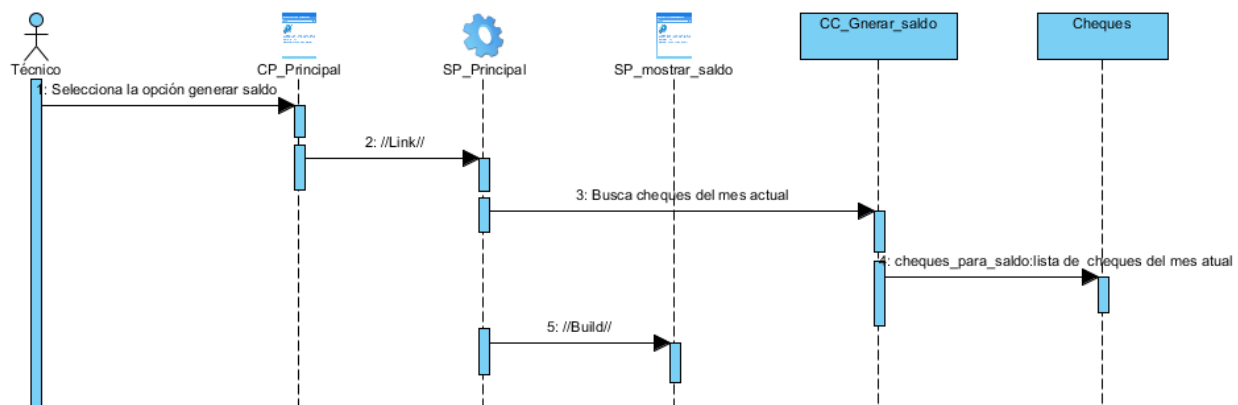 CC_Gnerar_saldo
Cheques
Técnico
CP_Principal
SP_Principal
SP_mostrar_saldo
1: Selecciona la opción generar saldo
2: //Link//
3: Busca cheques del mes actual
4: cheques_para_saldo:lista de cheques del mes atual
5: //Build//